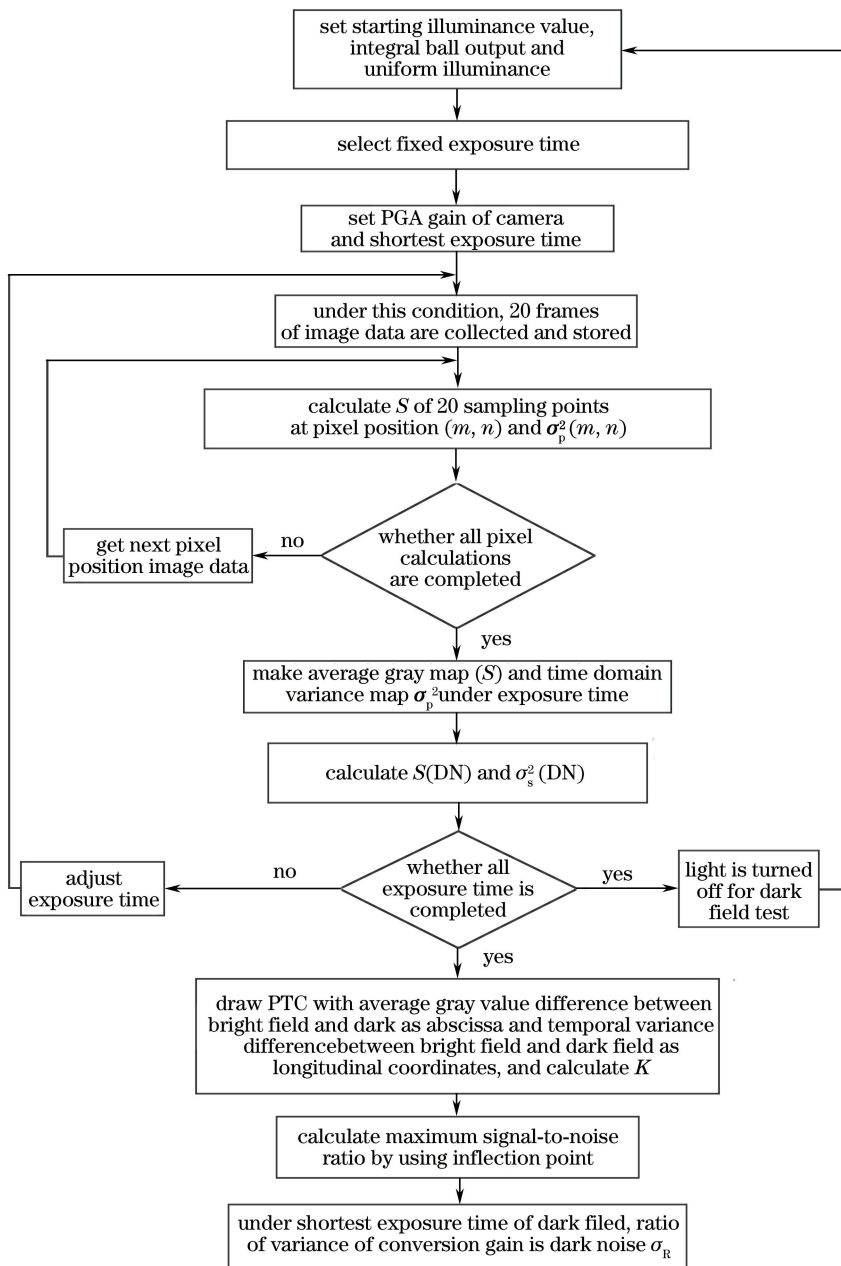 set starting illuminance value,
integral ball output and
uniform illuminance
select fixed exposure time
set PGA gain of camera
and shortest exposure time
under this condition, 20 frames
of image data are collected and stored
calculate S of 20 sampling points
at pixel position (m, n) and σ_p^2(m, n)
whether all pixel
calculations
are completed
no
get next pixel
position image data
yes
make average gray map (S) and time domain
variance map σ_p^2under exposure time
calculate S(DN) and σ_s^2(DN)
whether all
exposure time is
completed
no
adjust
exposure time
yes
light is turned
off for dark
field test
yes
draw PTC with average gray value difference between
bright field and dark as abscissa and temporal variance
differencebetween bright field and dark field as
longitudinal coordinates, and calculate K
calculate maximum signal-to-noise
ratio by using inflection point
under shortest exposure time of dark filed, ratio
of variance of conversion gain is dark noise σ_R